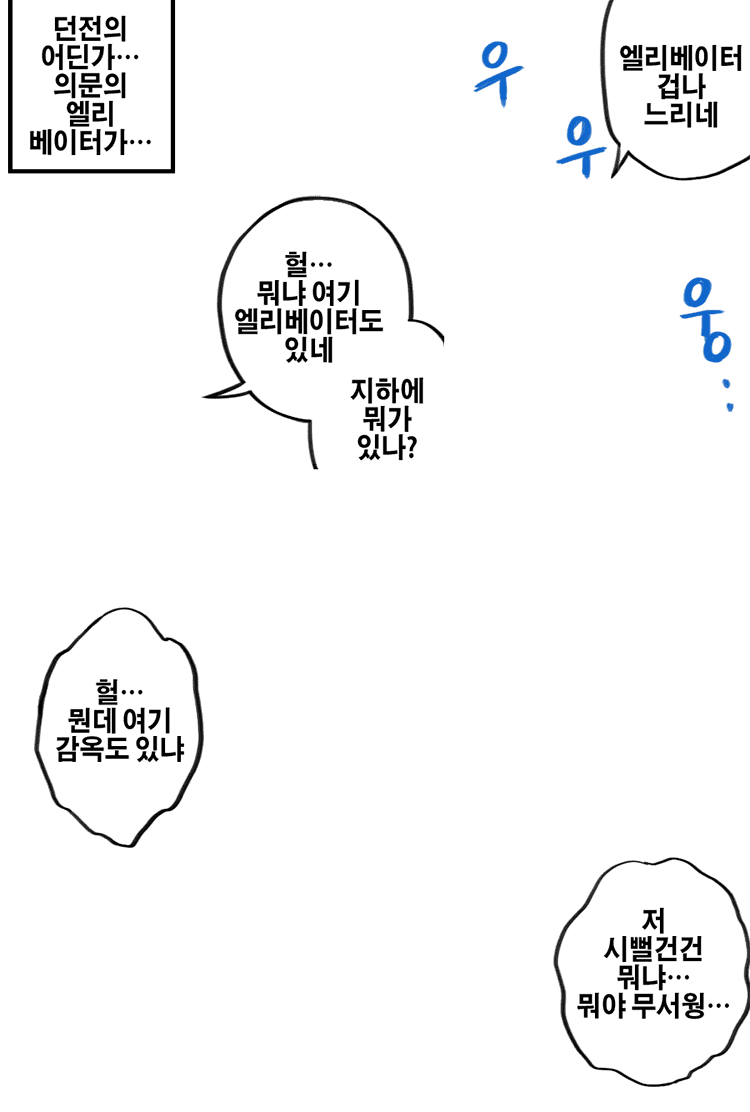 던전의
어딘가…
의문의
엘리
베이터가…
엘리베이터
겁나
느리네
우
우
웅..
헐…
뭐냐 여기
엘리베이터도
있네
지하에
뭐가
있나?
헐…
뭔데 여기
감옥도 있냐
저
시뻘건건
뭐냐…
뭐야 무서웡…